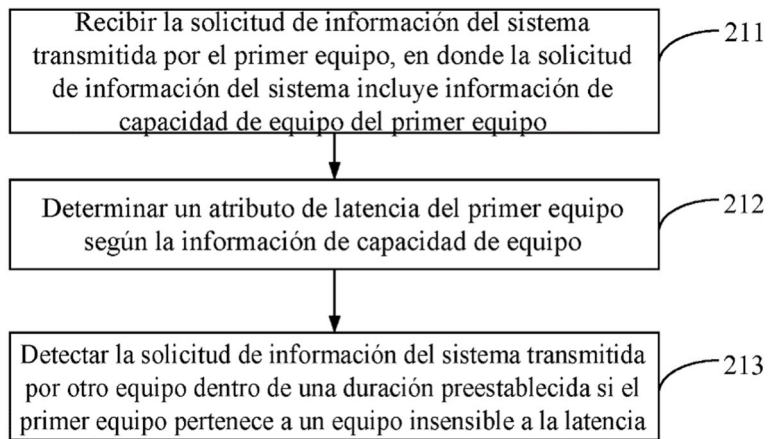 Recibir la solicitud de información del sistema
transmitida por el primer equipo, en donde la solicitud
de información del sistema incluye información de
capacidad de equipo del primer equipo
211
Determinar un atributo de latencia del primer equipo
según la información de capacidad de equipo
212
Detectar la solicitud de información del sistema transmitida
por otro equipo dentro de una duración preestablecida si el
primer equipo pertenece a un equipo insensible a la latencia
213